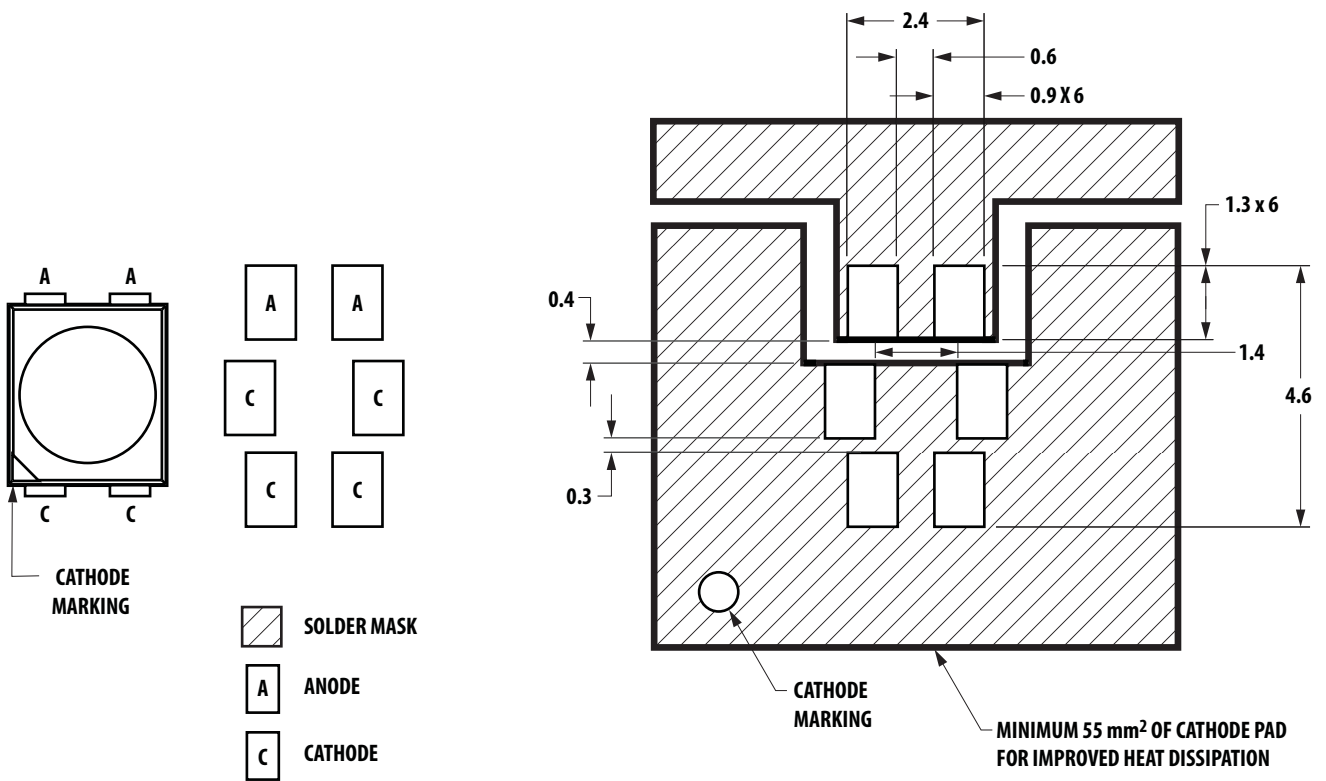 2.4
0.6
0.9 X 6
1.3 x 6
0.4
1.4
4.6
0.3
A A
C C
CATHODE
MARKING
A A
C C
C C
SOLDER MASK
A ANODE
C CATHODE
CATHODE
MARKING
MINIMUM 55 mm² OF CATHODE PAD
FOR IMPROVED HEAT DISSIPATION